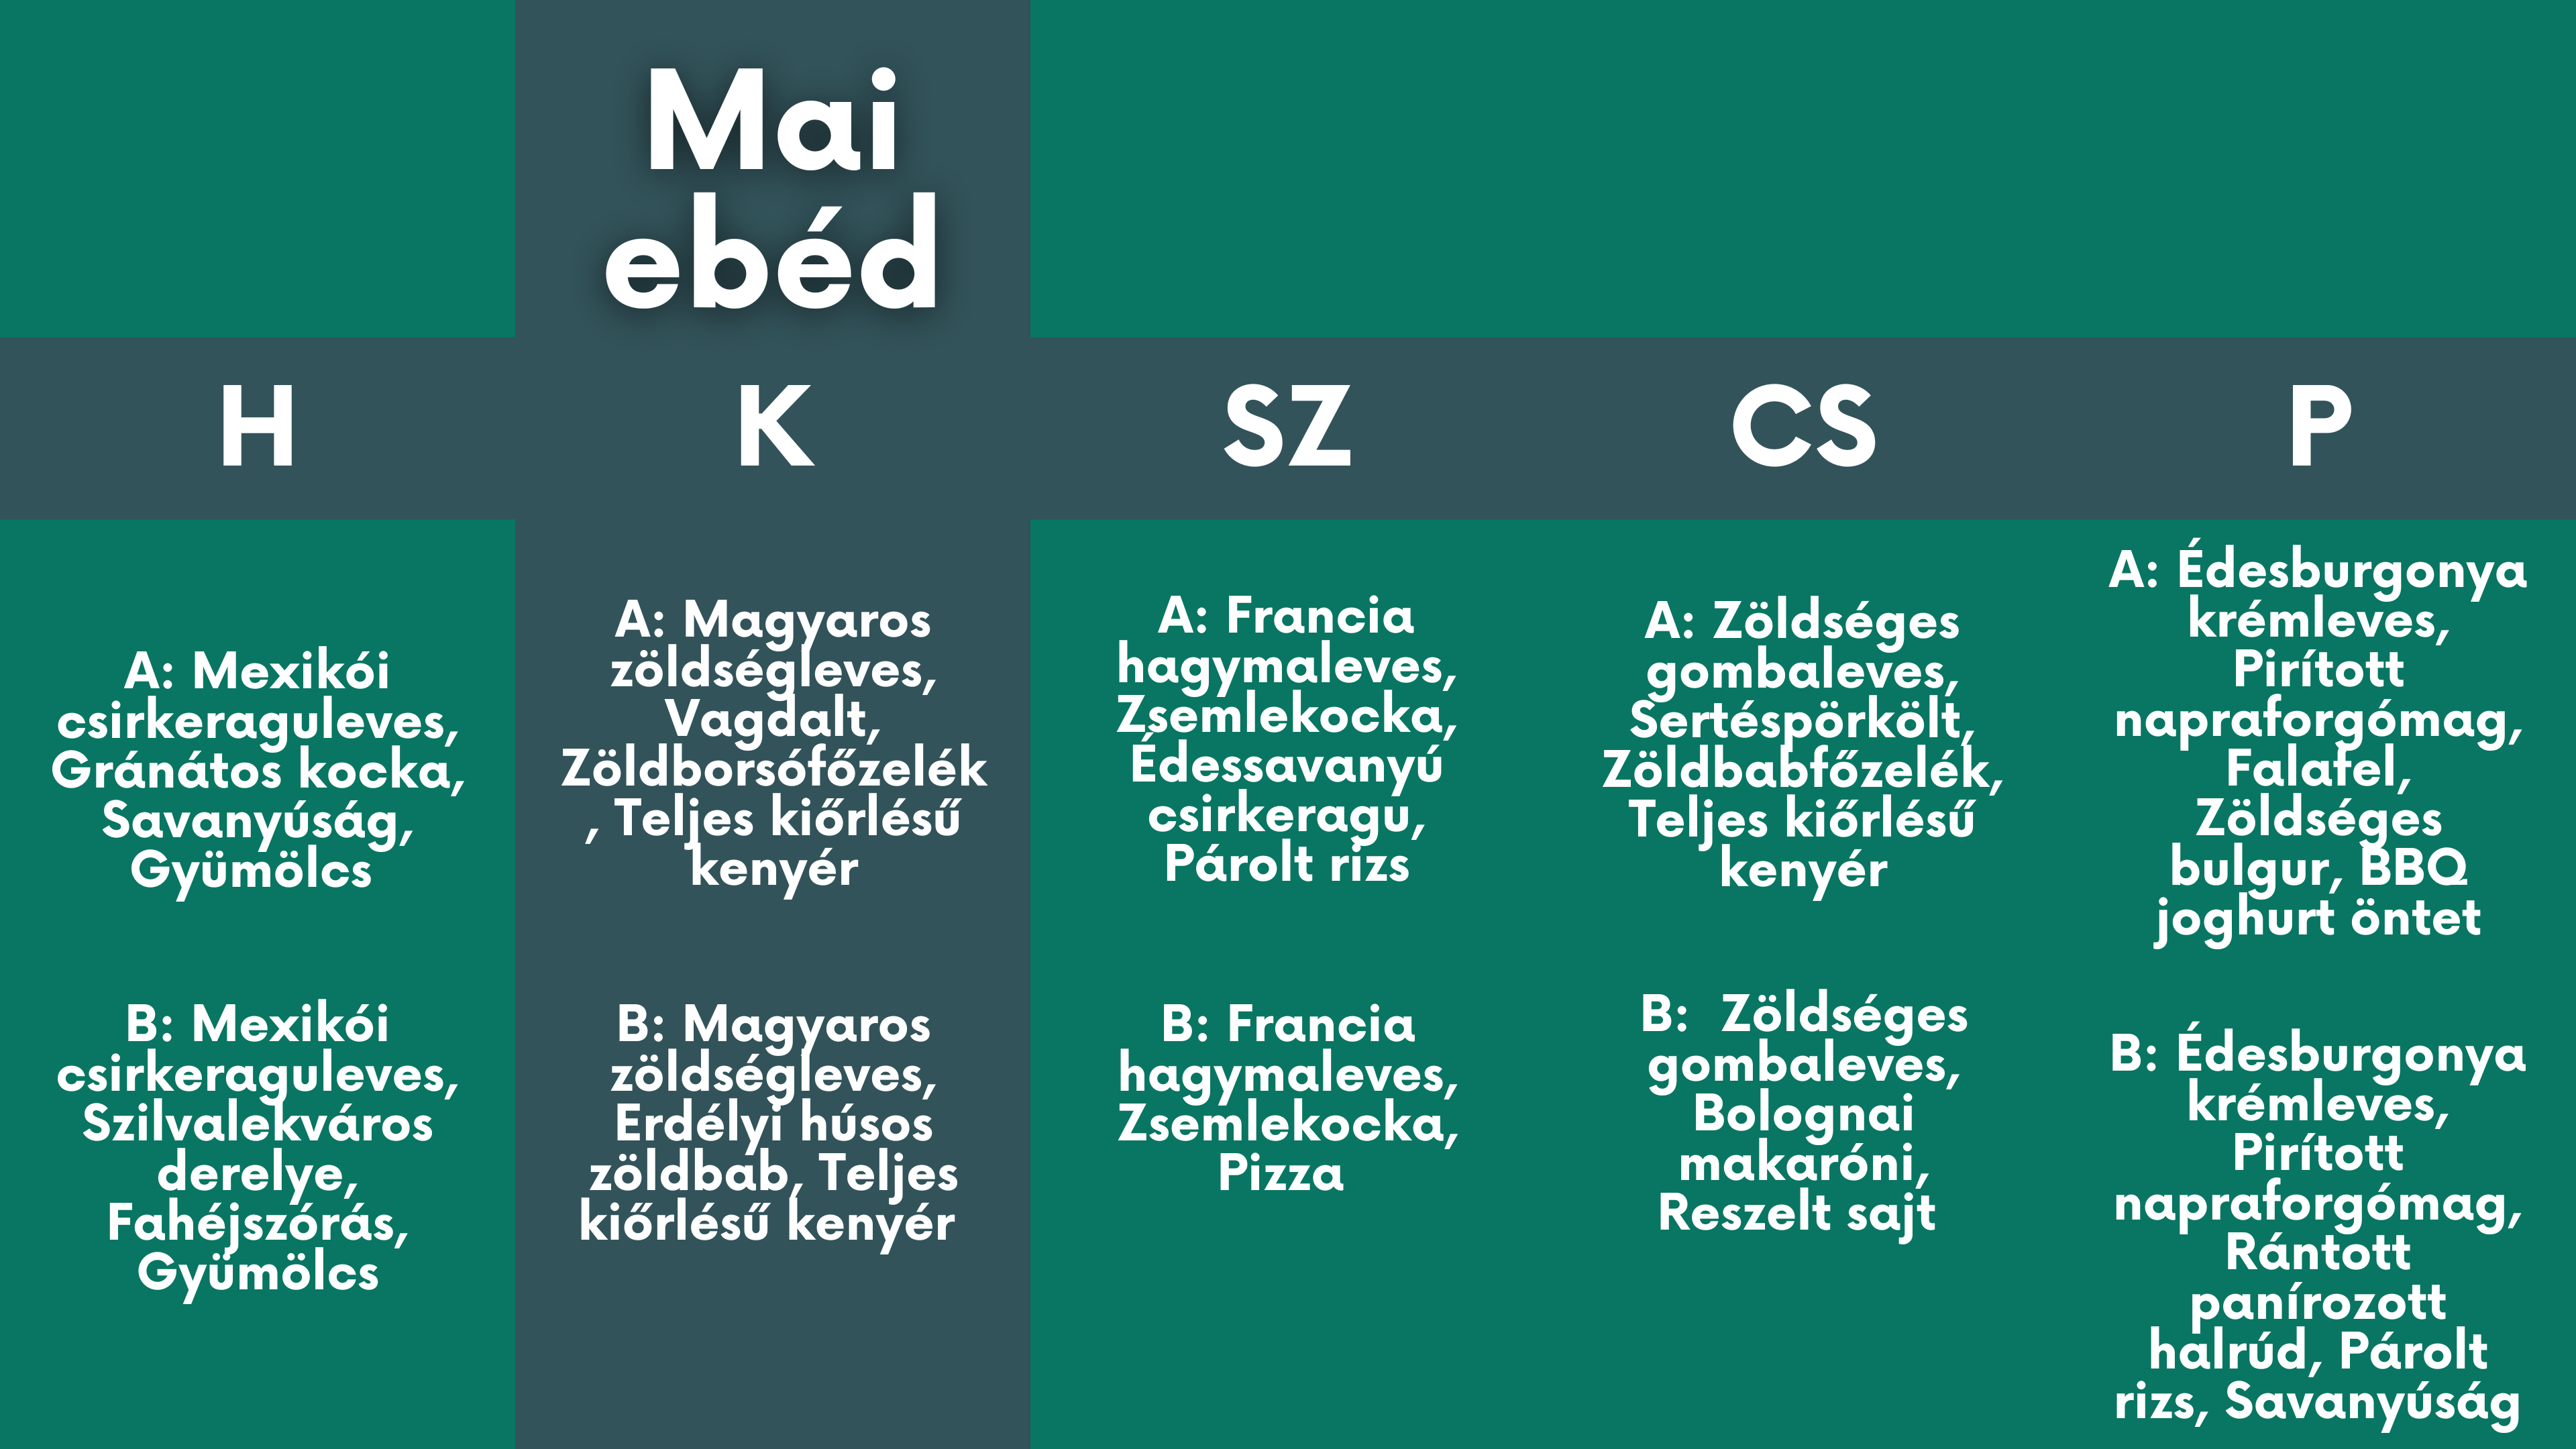 Mai
ebéd
H
K
SZ
CS
P
A: Mexikói
csirkeraguleves,
Gránátos kocka,
Savanyúság,
Gyümölcs
B: Mexikói
csirkeraguleves,
Szilvalekváros
derelye,
Fahéjszórás,
Gyümölcs
A: Magyaros
zöldségleves,
Vagdalt,
Zöldborsófőzelék
, Teljes kiőrlésű
kenyér
B: Magyaros
zöldségleves,
Erdélyi húsos
zöldbab, Teljes
kiőrlésű kenyér
A: Francia
hagymaleves,
Zsemlekocka,
Édessavanyú
csirkeragu,
Párolt rizs
B: Francia
hagymaleves,
Zsemlekocka,
Pizza
A: Zöldséges
gombaleves,
Sertéspörkölt,
Zöldbabfőzelék,
Teljes kiőrlésű
kenyér
B:  Zöldséges
gombaleves,
Bolognai
makaróni,
Reszelt sajt
A: Édesburgonya
krémleves,
Pirított
napraforgómag,
Falafel,
Zöldséges
bulgur, BBQ
joghurt öntet
B: Édesburgonya
krémleves,
Pirított
napraforgómag,
Rántott
panírozott
halrúd, Párolt
rizs, Savanyúság